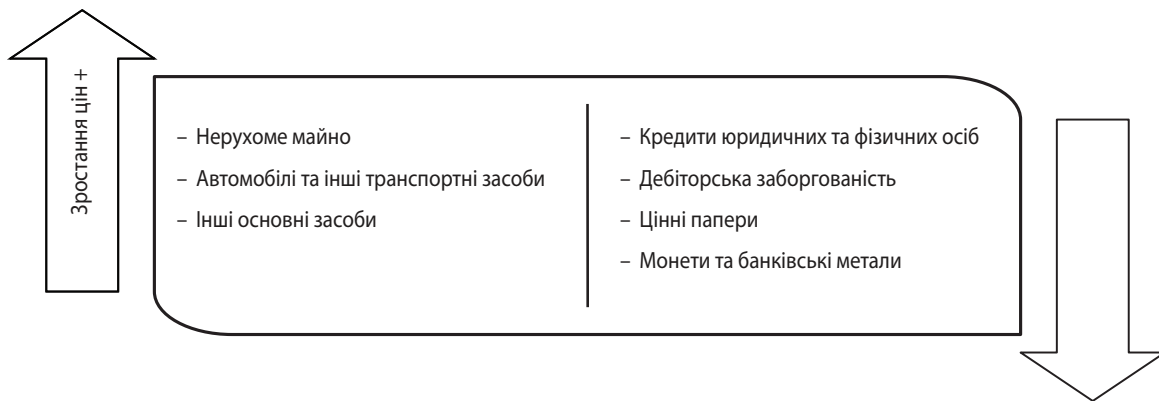 Зростання цін +
– Нерухоме майно
– Автомобілі та інші транспортні засоби
– Інші основні засоби
– Кредити юридичних та фізичних осіб
– Дебіторська заборгованість
– Цінні папери
– Монети та банківські метали